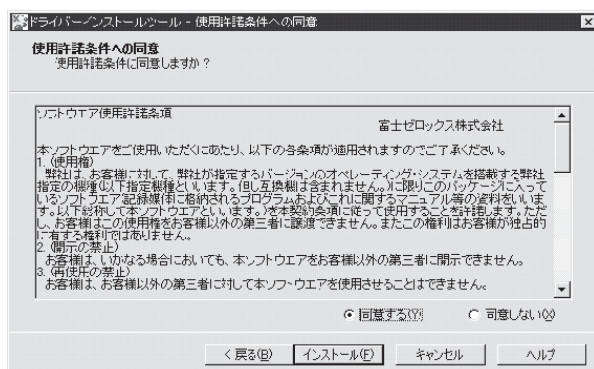 ドライバーインストールツール - 使用許諾条件への同意
使用許諾条件への同意
使用許諾条件に同意しますか？
ソフトウエア使用許諾条項
富士ゼロックス株式会社
本ソフトウエアをご使用いただくにあたり、以下の各条項が適用されますのでご了承ください。
1. (使用権)
弊社は、お客様に対して、弊社が指定するバージョンのオペレーティング・システムを搭載する弊社
指定の機種(以下指定機種といいます。但し互換機は含まれません。)に限りこのパッケージに入って
いるソフトウエア記録媒体に格納されるプログラムおよびこれに関するマニュアル等の資料をいいま
す。以下総称して本ソフトウエアといいます。)を本契約条項に従って使用することを許諾します。ただ
し、お客様はこの使用権をお客様以外の第三者に譲渡できません。またこの権利はお客様が独占的
に有する権利ではありません。
2. (開示の禁止)
お客様は、いかなる場合においても、本ソフトウエアをお客様以外の第三者に開示できません。
3. (再使用の禁止)
お客様は、お客様以外の第三者に対して本ソフトウエアを使用させることはできません。
同意する(Y) 同意しない(X)
< 戻る(B) インストール(F) キャンセル ヘルプ